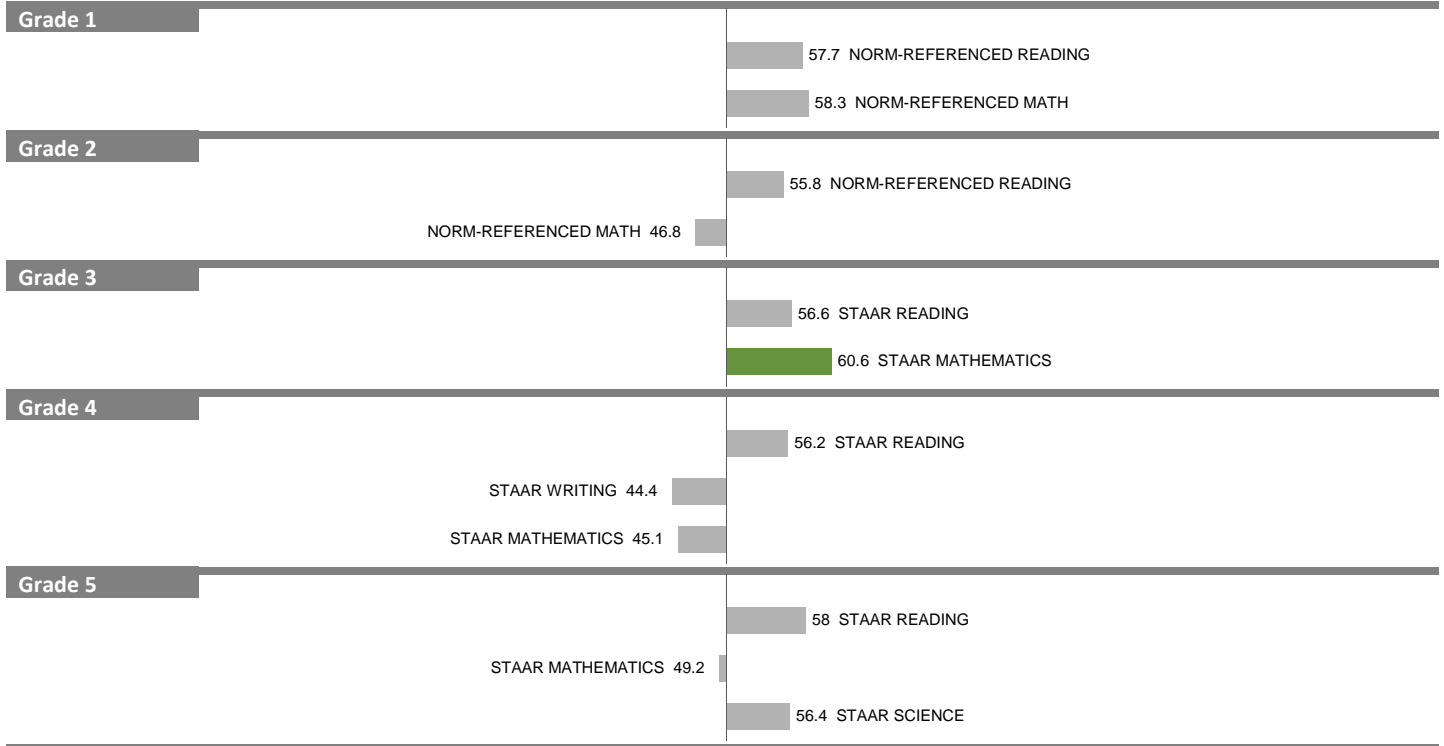 Grade 1
57.7 NORM-REFERENCED READING
58.3 NORM-REFERENCED MATH
Grade 2
55.8 NORM-REFERENCED READING
NORM-REFERENCED MATH 46.8
Grade 3
56.6 STAAR READING
60.6 STAAR MATHEMATICS
Grade 4
56.2 STAAR READING
STAAR WRITING 44.4
STAAR MATHEMATICS 45.1
Grade 5
58 STAAR READING
STAAR MATHEMATICS 49.2
56.4 STAAR SCIENCE